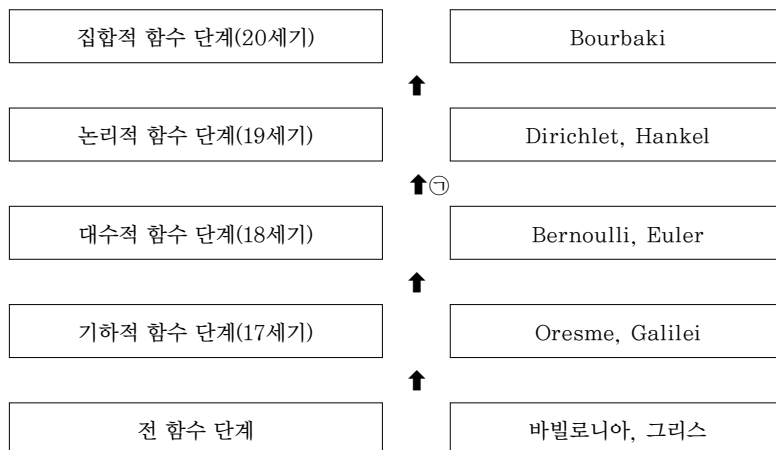 집합적 함수 단계(20세기) Bourbaki
논리적 함수 단계(19세기) Dirichlet, Hankel
㉠
대수적 함수 단계(18세기) Bernoulli, Euler
기하적 함수 단계(17세기) Oresme, Galilei
전 함수 단계 바빌로니아, 그리스